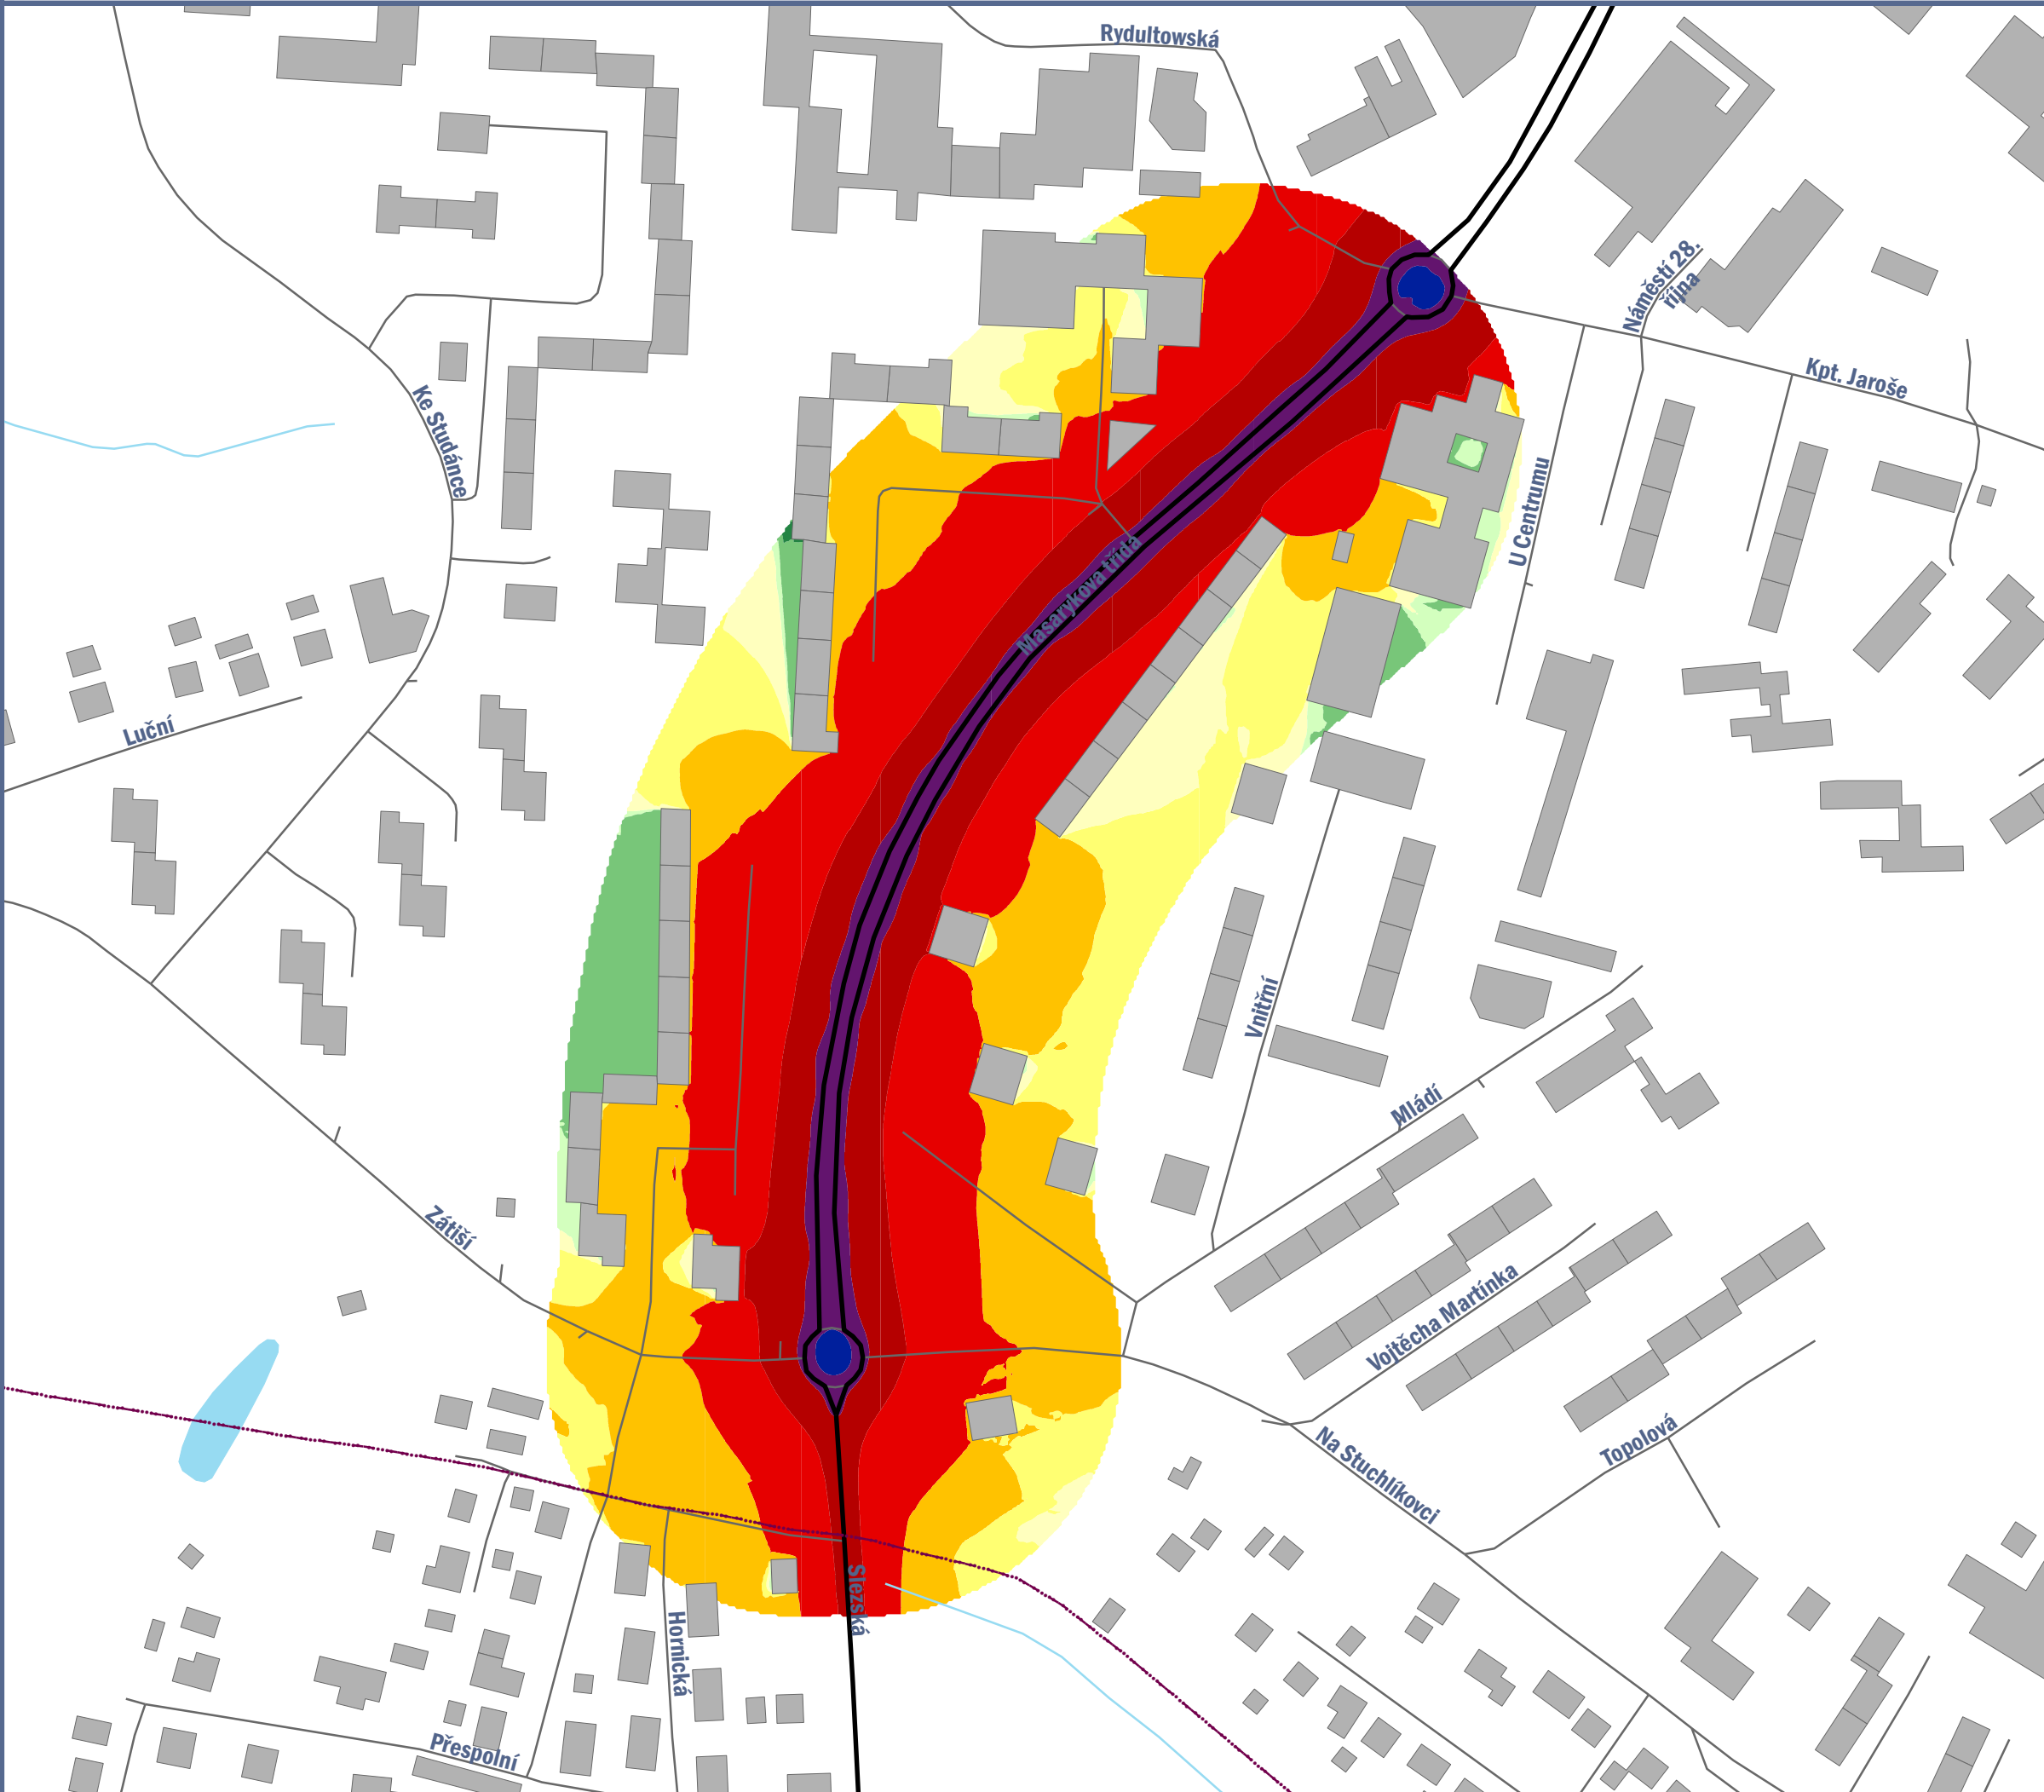 Rydultowská
Náměstí 28.
října
Kpt. Jaroše
Ke Studánce
U Centrumu
Masarykova třída
Luční
Vnitřní
Mládí
Zátiší
Vojtěcha Martínka
Na Stuchlíkovci
Topolová
Slezská
Hornická
Přespolní